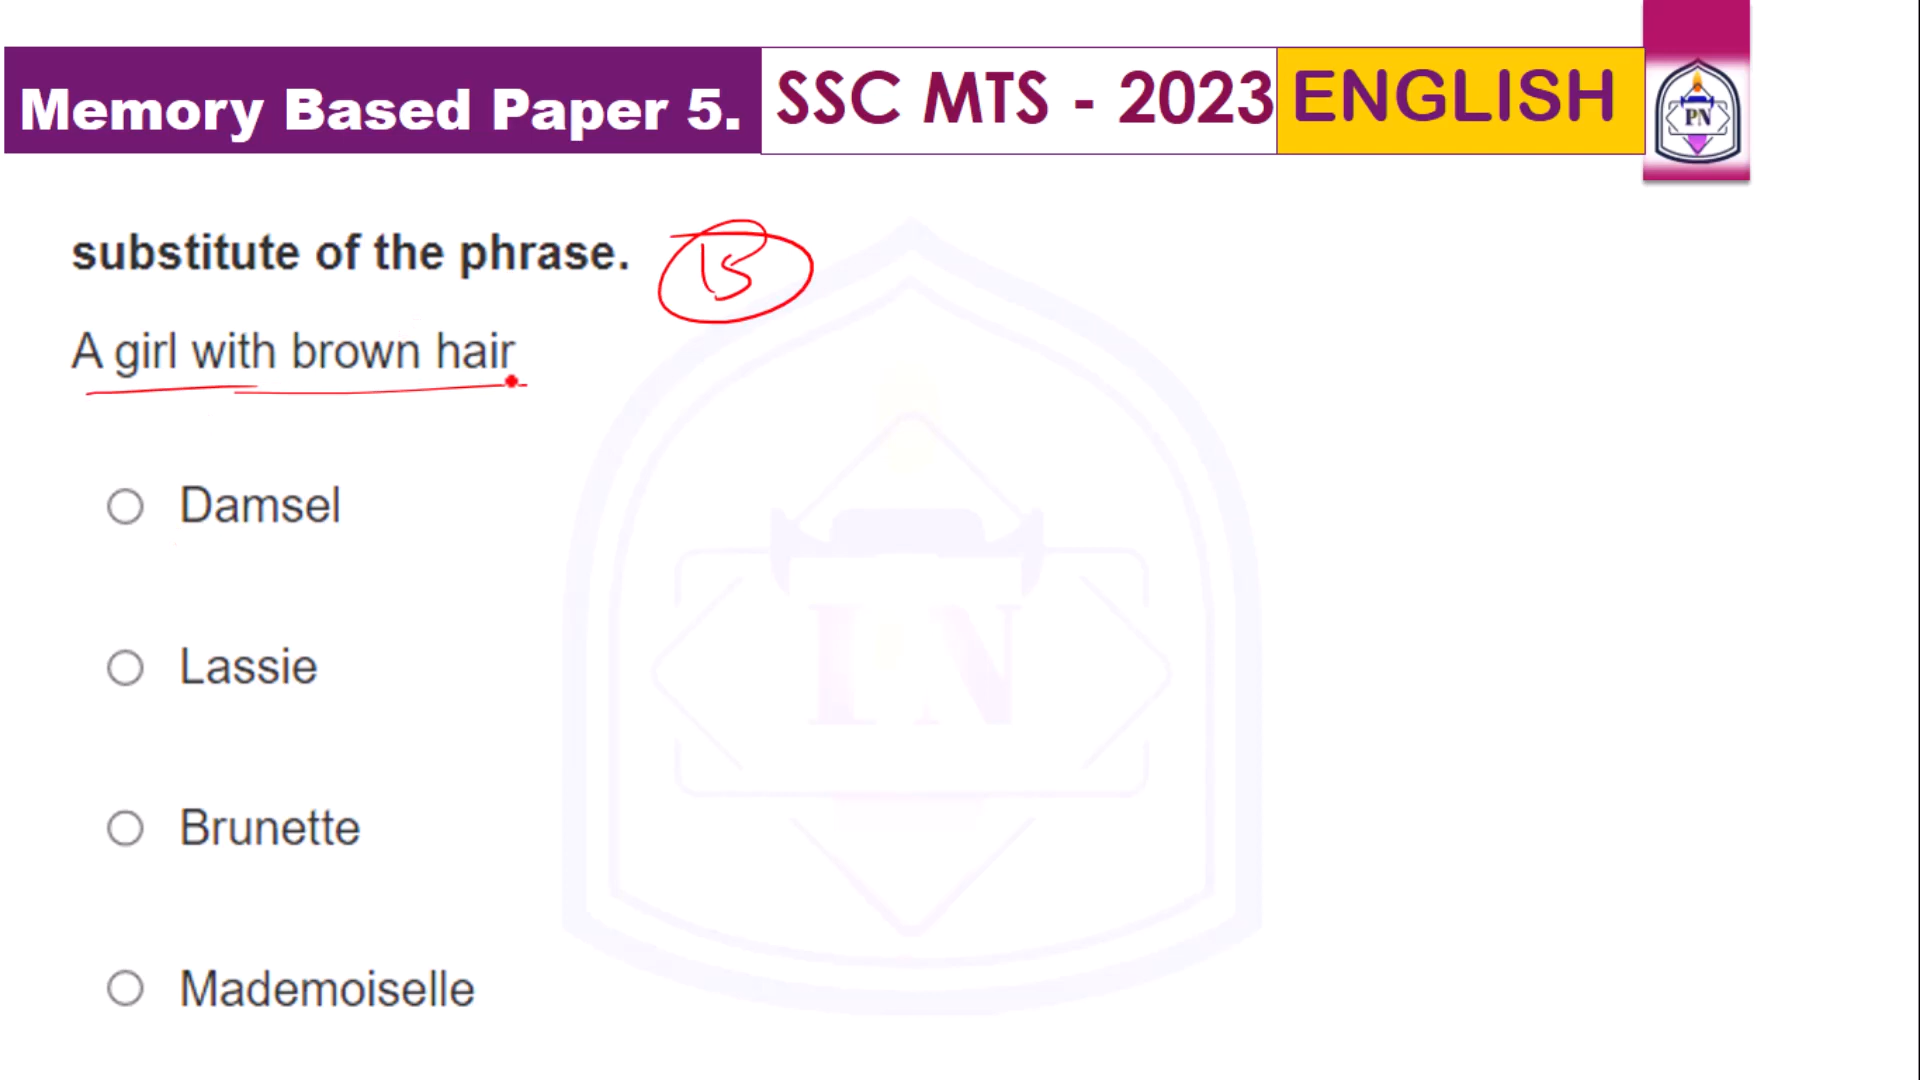 Memory Based Paper 5. SSC MTS - 2023 ENGLISH
PN
substitute of the phrase.
A girl with brown hair
Damsel
Lassie
PN
Brunette
Mademoiselle